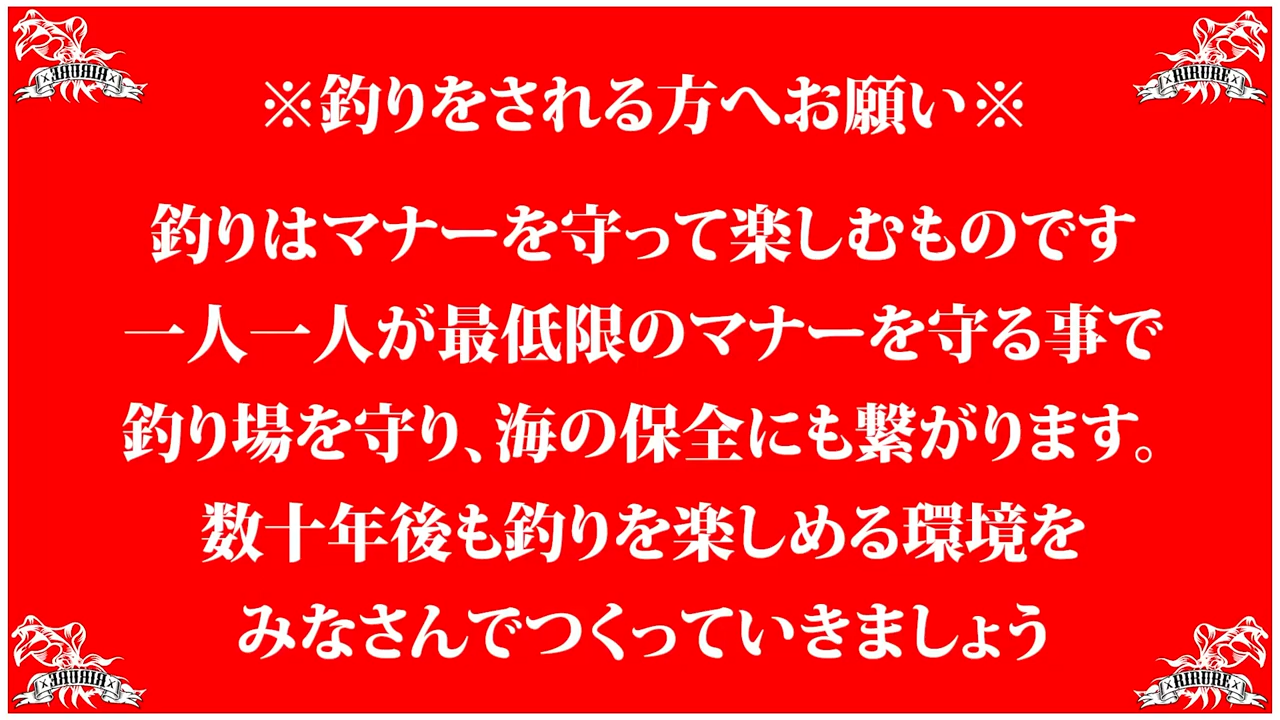 ※釣りをされる方へお願い※
釣りはマナーを守って楽しむものです
一人一人が最低限のマナーを守る事で
釣り場を守り、海の保全にも繋がります。
数十年後も釣りを楽しめる環境を
みなさんでつくっていきましょう
RIRURE
RIRURE
RIRURE
RIRURE